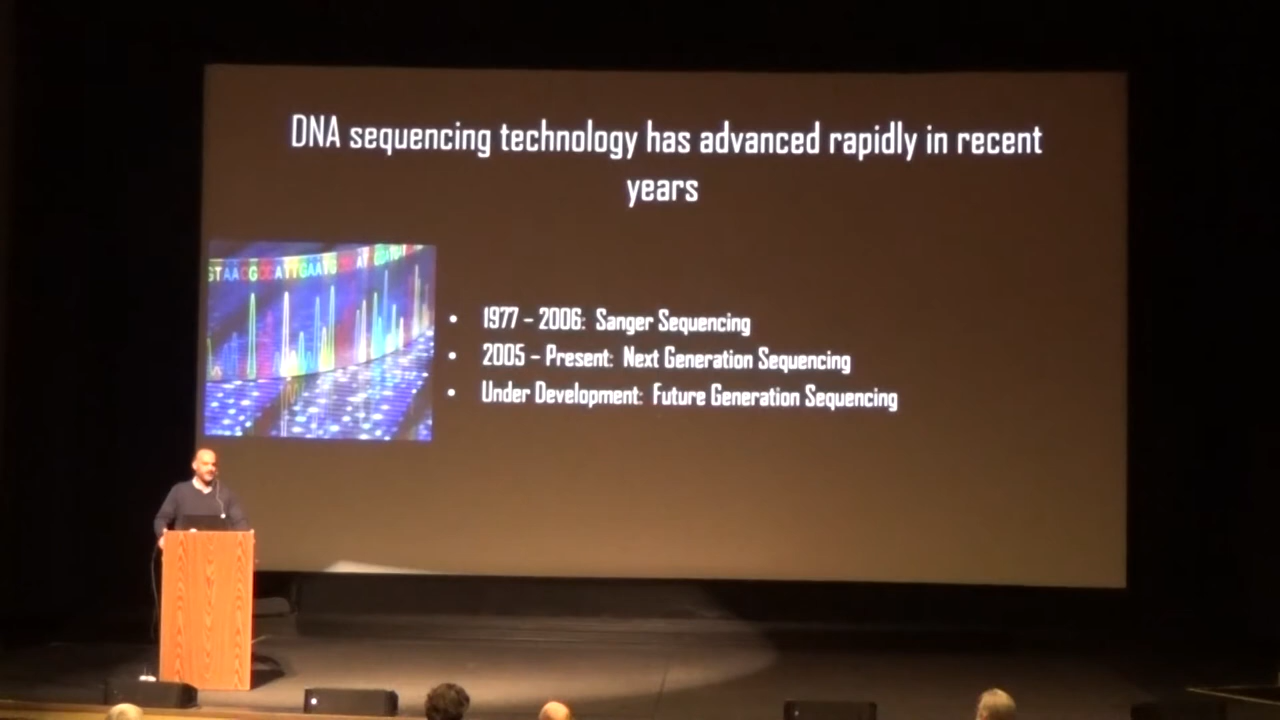 DNA sequencing technology has advanced rapidly in recent
years
GTAACGCCATTGAATG
• 1977 – 2006: Sanger Sequencing
• 2005 – Present: Next Generation Sequencing
• Under Development: Future Generation Sequencing